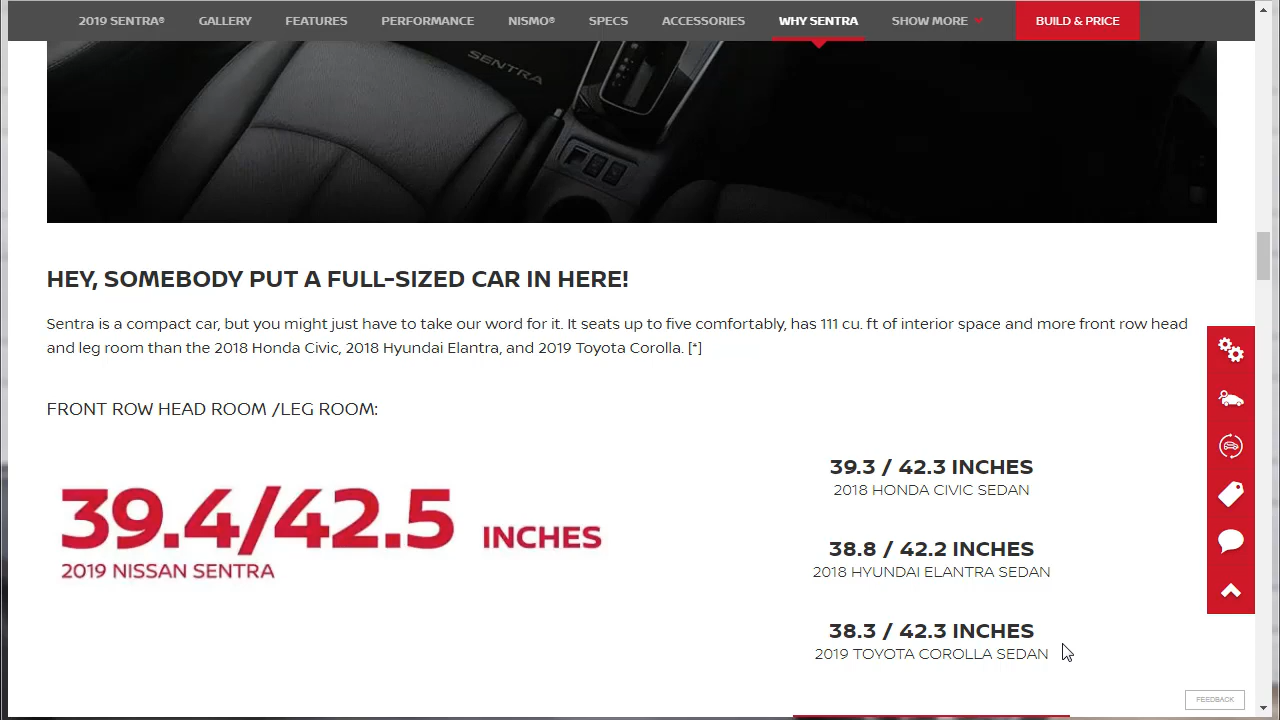 2019 SENTRA® GALLERY FEATURES PERFORMANCE NISMO® SPECS ACCESSORIES WHY SENTRA SHOW MORE BUILD & PRICE
SENTRA
HEY, SOMEBODY PUT A FULL-SIZED CAR IN HERE!
Sentra is a compact car, but you might just have to take our word for it. It seats up to five comfortably, has 111 cu. ft of interior space and more front row head
and leg room than the 2018 Honda Civic, 2018 Hyundai Elantra, and 2019 Toyota Corolla. [*]
FRONT ROW HEAD ROOM /LEG ROOM:
39.4/42.5 INCHES
2019 NISSAN SENTRA
39.3 / 42.3 INCHES
2018 HONDA CIVIC SEDAN
38.8 / 42.2 INCHES
2018 HYUNDAI ELANTRA SEDAN
38.3 / 42.3 INCHES
2019 TOYOTA COROLLA SEDAN
FEEDBACK